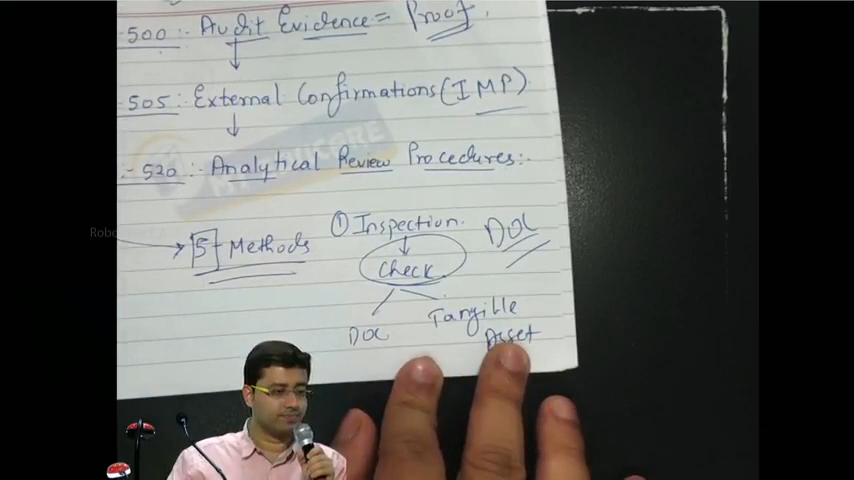 -500:- Audit Evidence = Proof.
-505:- External Confirmations (IMP)
:-520:- Analytical Review Procedures:-
5 Methods
① Inspection. DOC
Check
DOC Tangible
Asset